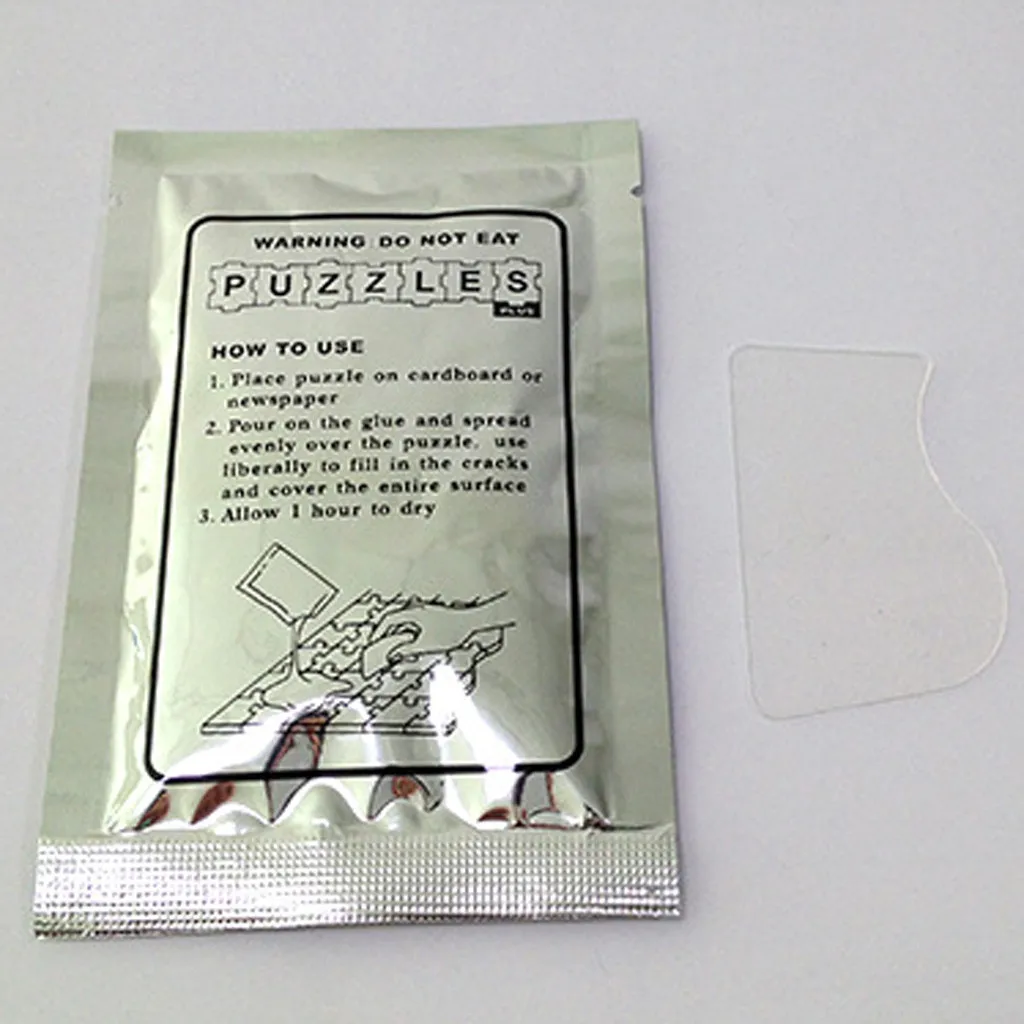 WARNING DO NOT EAT
PUZZLES
PLUS
HOW TO USE
1. Place puzzle on cardboard or
newspaper
2. Pour on the glue and spread
evenly over the puzzle, use
liberally to fill in the cracks
and cover the entire surface
3. Allow 1 hour to dry